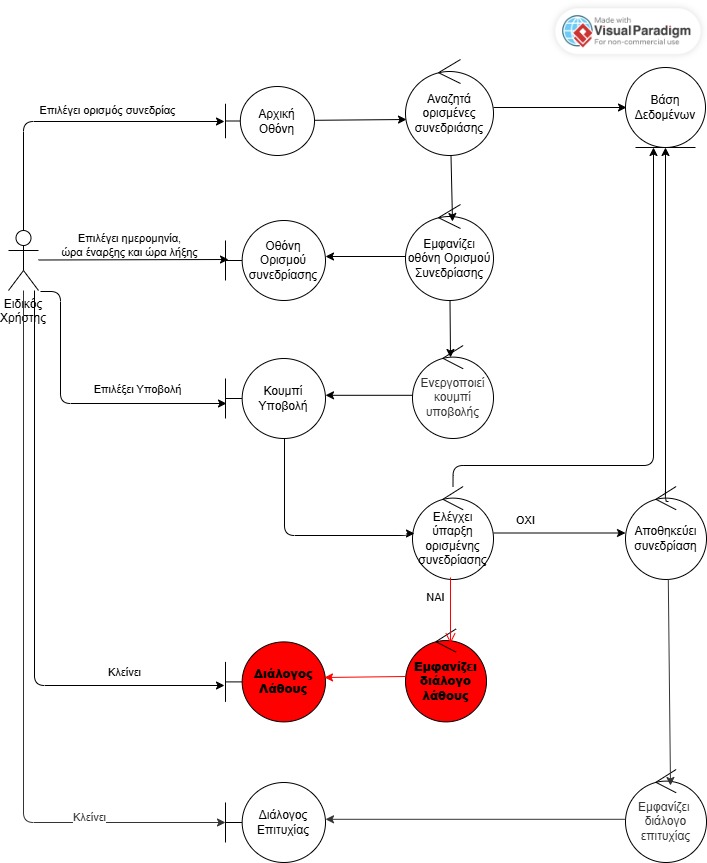 Made with
VisualParadigm
For non-commercial use
Επιλέγει ορισμός συνεδρίας
Αρχική
Οθόνη
Αναζητά
ορισμένες
συνεδριάσης
Βάση
Δεδομένων
Επιλέγει ημερομηνία,
ώρα έναρξης και ώρα λήξης
Οθόνη
Ορισμού
συνεδρίασης
Εμφανίζει
οθόνη Ορισμού
Συνεδρίασης
Ειδικός
Χρήστης
Επιλέξει Υποβολή
Κουμπί
Υποβολή
Ενεργοποιεί
κουμπί
υποβολής
Ελέγχει
ύπαρξη
ορισμένης
συνεδρίασης
ΟΧΙ
Αποθηκεύει
συνεδρίαση
ΝΑΙ
Κλείνει
Διάλογος
Λάθους
Εμφανίζει
διάλογο
λάθους
Κλείνει
Διάλογος
Επιτυχίας
Εμφανίζει
διάλογο
επιτυχίας